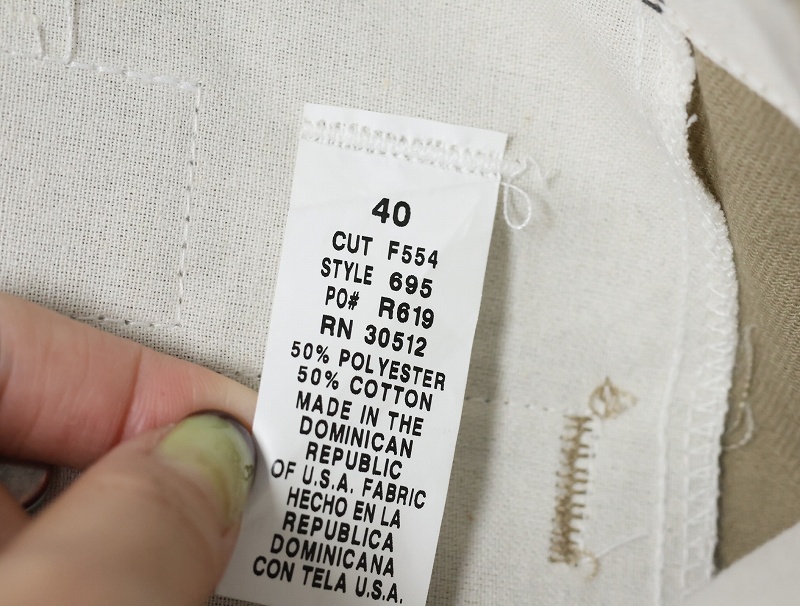 40
CUT F554
STYLE 695
PO# R619
RN 30512
50% POLYESTER
50% COTTON
MADE IN THE
DOMINICAN
REPUBLIC
OF U.S.A. FABRIC
HECHO EN LA
REPUBLICA
DOMINICANA
CON TELA U.S.A.